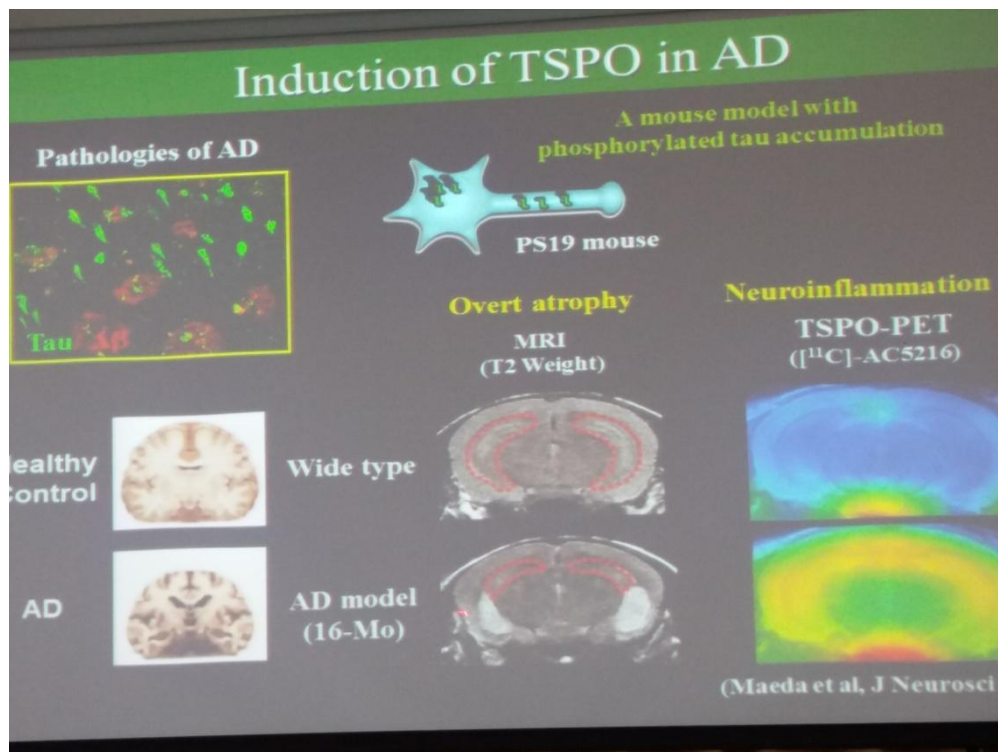 Induction of TSPO in AD
Pathologies of AD
A mouse model with
phosphorylated tau accumulation
PS19 mouse
Tau Aβ
Overt atrophy
MRI
(T2 Weight)
Neuroinflammation
TSPO-PET
([¹¹C]-AC5216)
ealthy
Control
Wide type
AD
AD model
(16-Mo)
(Maeda et al, J Neurosci